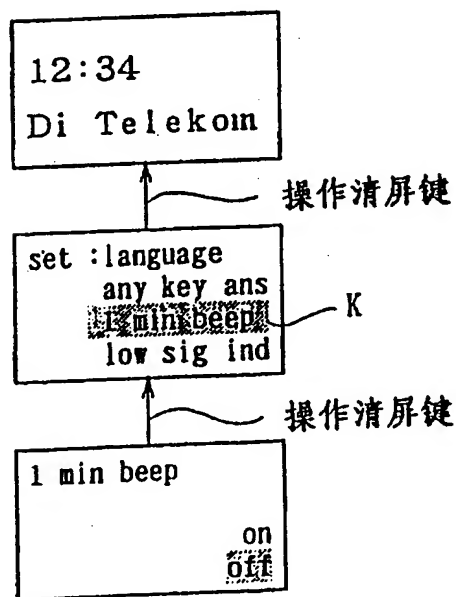 12:34
Di Telekom
操作清屏键
set :language
any key ans
1 min beep
K
low sig ind
操作清屏键
1 min beep
on
off